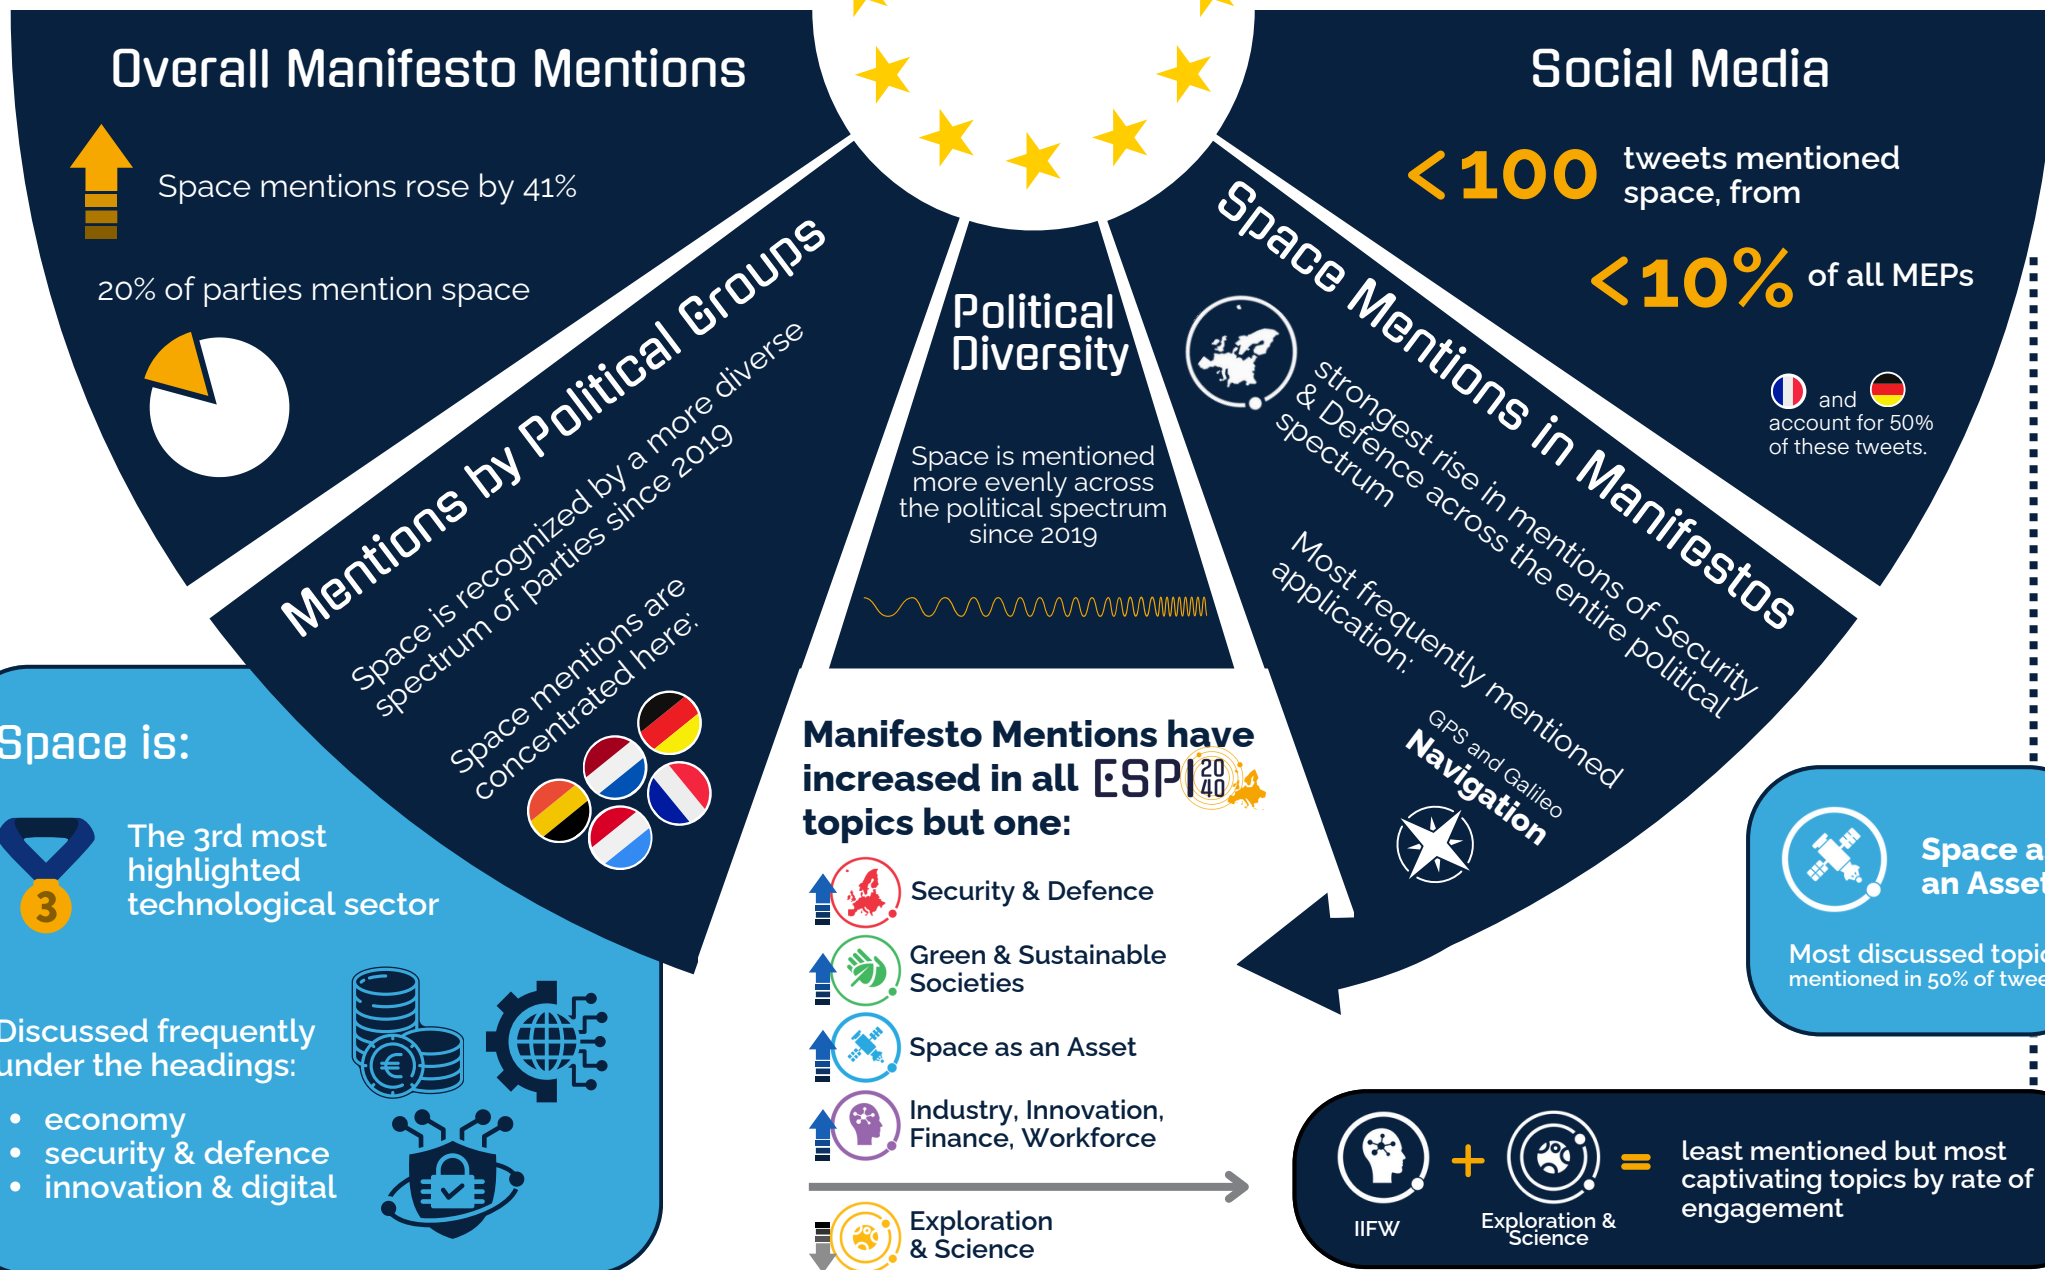 Overall Manifesto Mentions
Space mentions rose by 41%
20% of parties mention space
Mentions by Political Groups
Space is recognized by a more diverse
spectrum of parties since 2019
Space mentions are
concentrated here:
Political
Diversity
Space is mentioned
more evenly across
the political spectrum
since 2019
Space Mentions in Manifestos
strongest rise in mentions of Security
& Defence across the entire political
spectrum
Most frequently mentioned
application:
GPS and Galileo
Navigation
Social Media
<100 tweets mentioned
space, from
<10% of all MEPs
and
account for 50%
of these tweets.
Space is:
3
The 3rd most
highlighted
technological sector
Discussed frequently
under the headings:
• economy
• security & defence
• innovation & digital
Manifesto Mentions have
increased in all ESPI 2040
topics but one:
Security & Defence
Green & Sustainable
Societies
Space as an Asset
Industry, Innovation,
Finance, Workforce
Exploration
& Science
Space a
an Asset
Most discussed topic
mentioned in 50% of twee
IIFW
+
Exploration &
Science
=
least mentioned but most
captivating topics by rate of
engagement